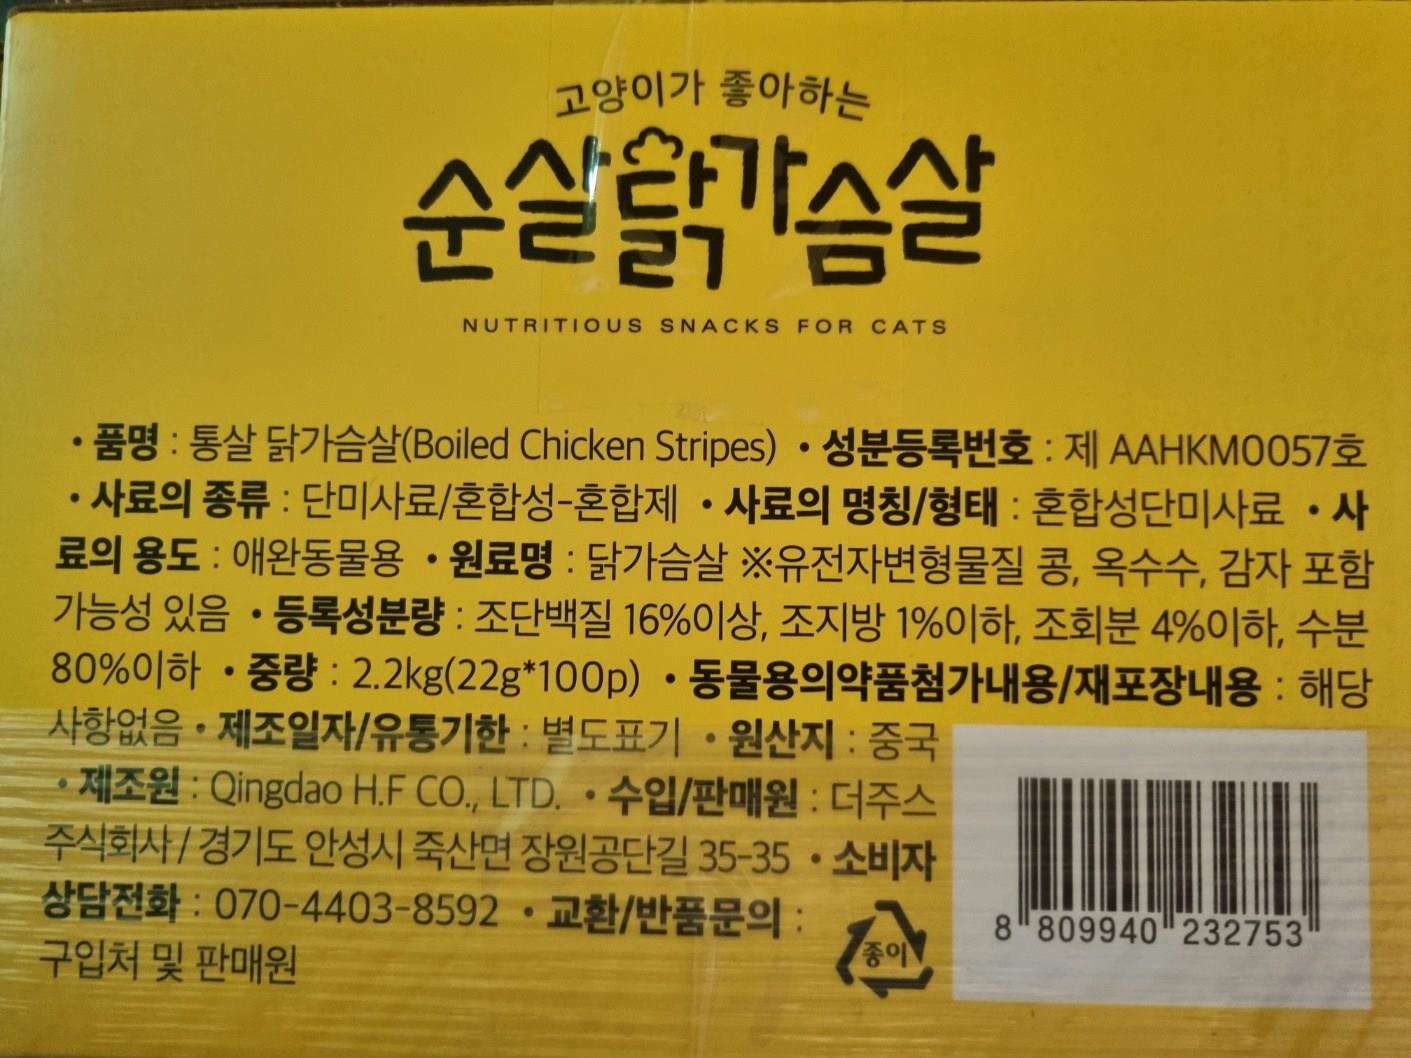 고양이가 좋아하는
순살닭가슴살
NUTRITIOUS SNACKS FOR CATS
• 품명 : 통살 닭가슴살(Boiled Chicken Stripes) • 성분등록번호 : 제 AAHKM0057호
• 사료의 종류 : 단미사료/혼합성-혼합제 • 사료의 명칭/형태 : 혼합성단미사료 • 사
료의 용도 : 애완동물용 • 원료명 : 닭가슴살 ※유전자변형물질 콩, 옥수수, 감자 포함
가능성 있음 • 등록성분량 : 조단백질 16%이상, 조지방 1%이하, 조회분 4%이하, 수분
80%이하 • 중량 : 2.2kg(22g*100p) • 동물용의약품첨가내용/재포장내용 : 해당
사항없음 • 제조일자/유통기한 : 별도표기 • 원산지 : 중국
• 제조원 : Qingdao H.F CO., LTD. • 수입/판매원 : 더주스
주식회사 / 경기도 안성시 죽산면 장원공단길 35-35 • 소비자
상담전화 : 070-4403-8592 • 교환/반품문의 :
구입처 및 판매원
종이
8 809940 232753